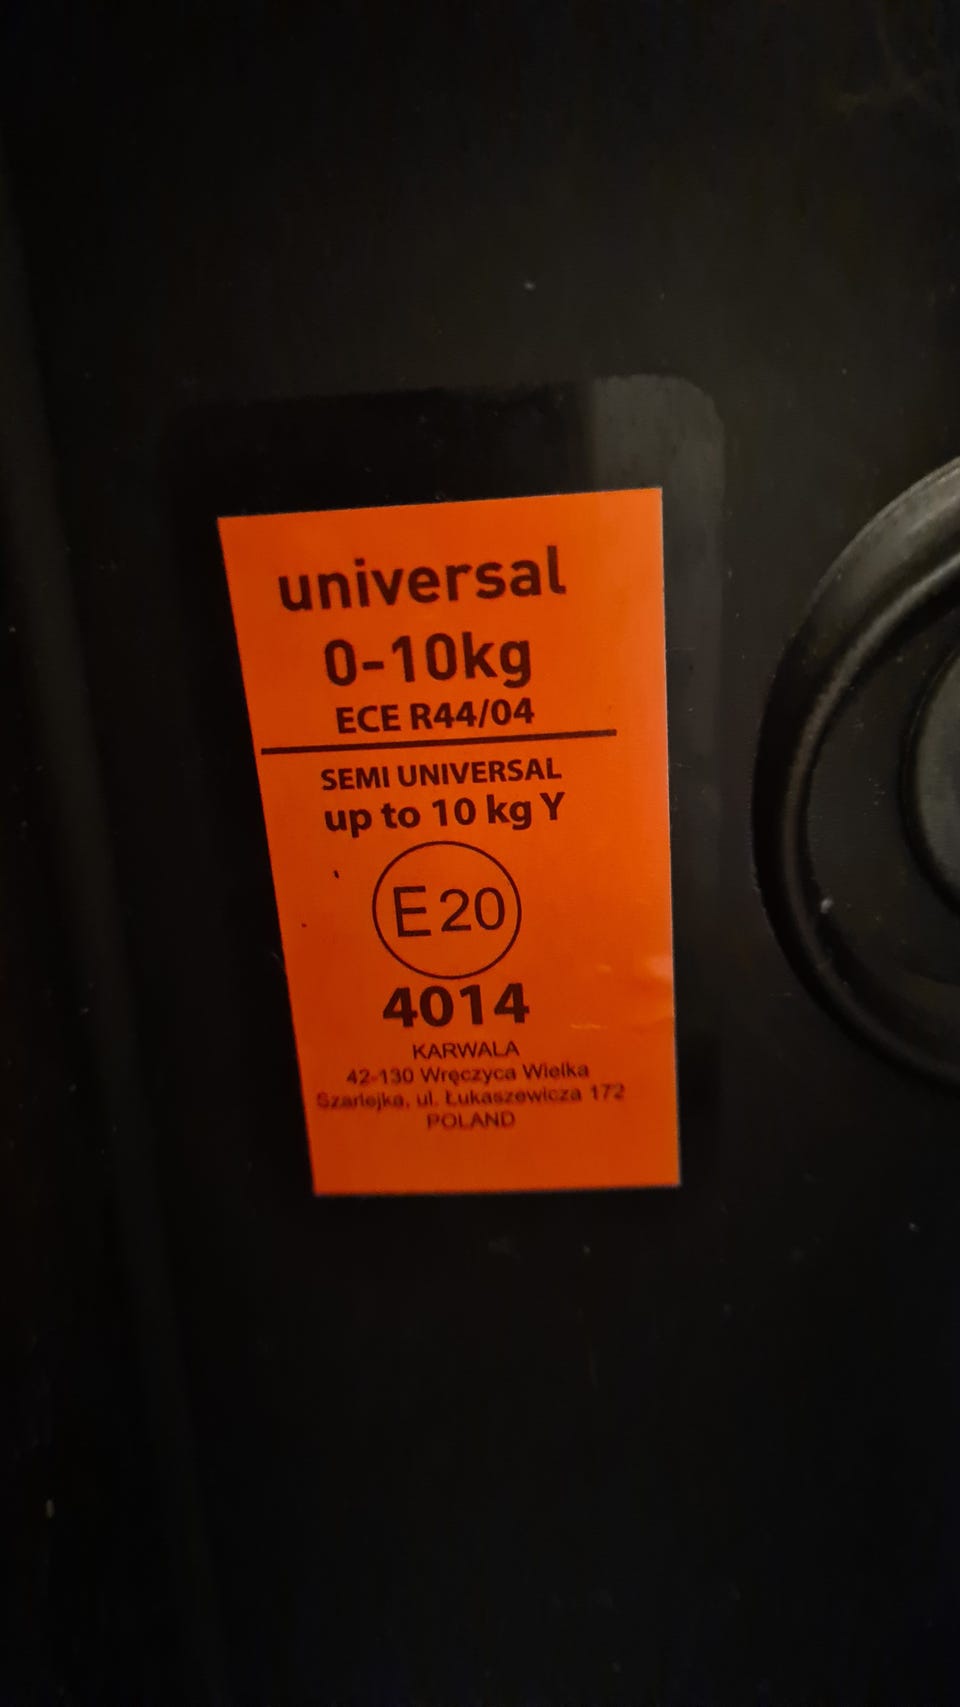 universal
0-10kg
ECE R44/04
SEMI UNIVERSAL
up to 10 kg Y
E 20
4014
KARWALA
42-130 Wręczyca Wielka
Szarlejka, ul. Łukaszewicza 172
POLAND